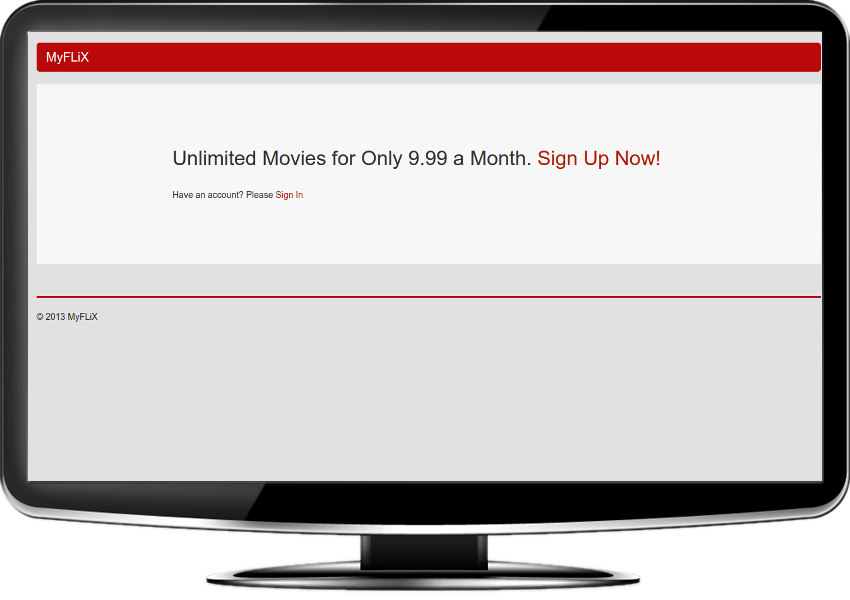 MyFLiX
Unlimited Movies for Only 9.99 a Month. Sign Up Now!
Have an account? Please Sign In
© 2013 MyFLiX